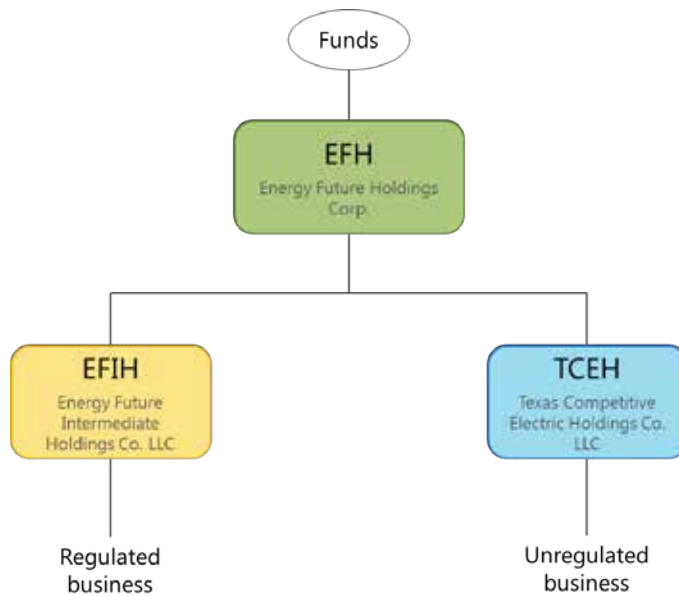 Funds
EFH
Energy Future Holdings
Corp.
EFIH
Energy Future
Intermediate
Holdings Co. LLC
TCEH
Texas Competitive
Electric Holdings Co.
LLC
Regulated
business
Unregulated
business